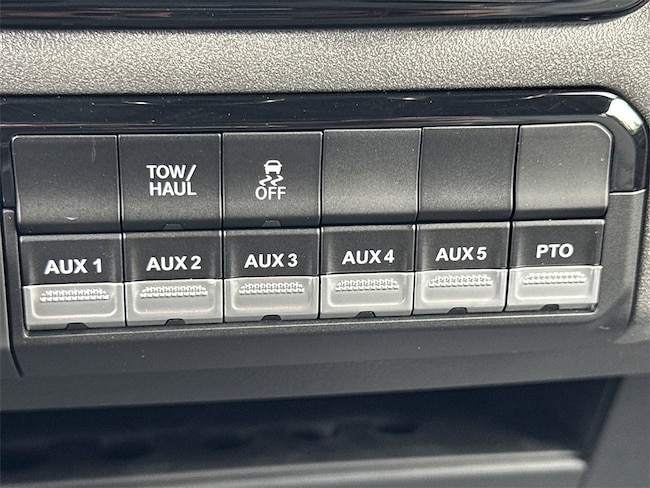 TOW/
HAUL
OFF
AUX 1
AUX 2
AUX 3
AUX 4
AUX 5
PTO